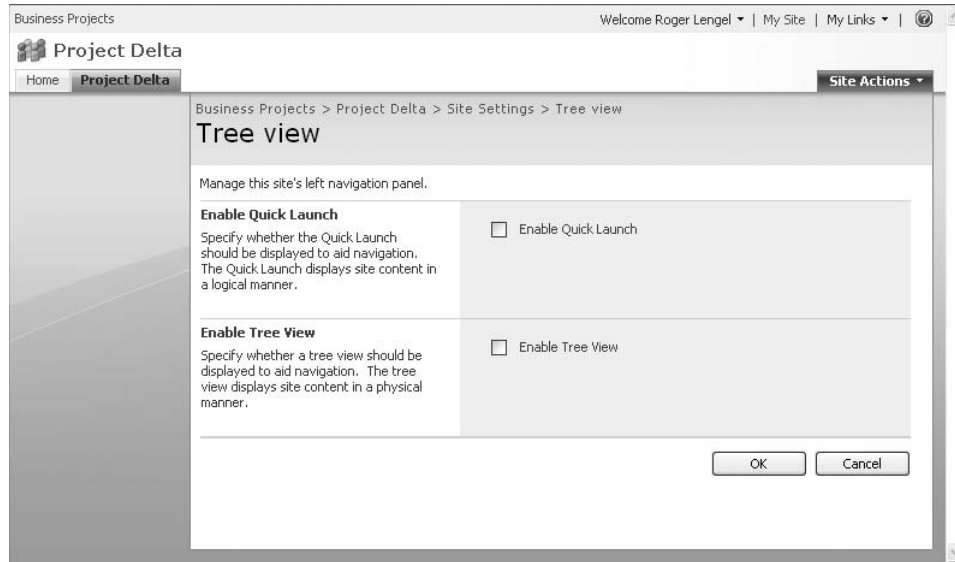 Business Projects
Welcome Roger Lengel | My Site | My Links |
Project Delta
Home Project Delta
Site Actions
Business Projects > Project Delta > Site Settings > Tree view
Tree view
Manage this site's left navigation panel.
Enable Quick Launch
Specify whether the Quick Launch
should be displayed to aid navigation.
The Quick Launch displays site content in
a logical manner.
Enable Quick Launch
Enable Tree View
Specify whether a tree view should be
displayed to aid navigation. The tree
view displays site content in a physical
manner.
Enable Tree View
OK
Cancel